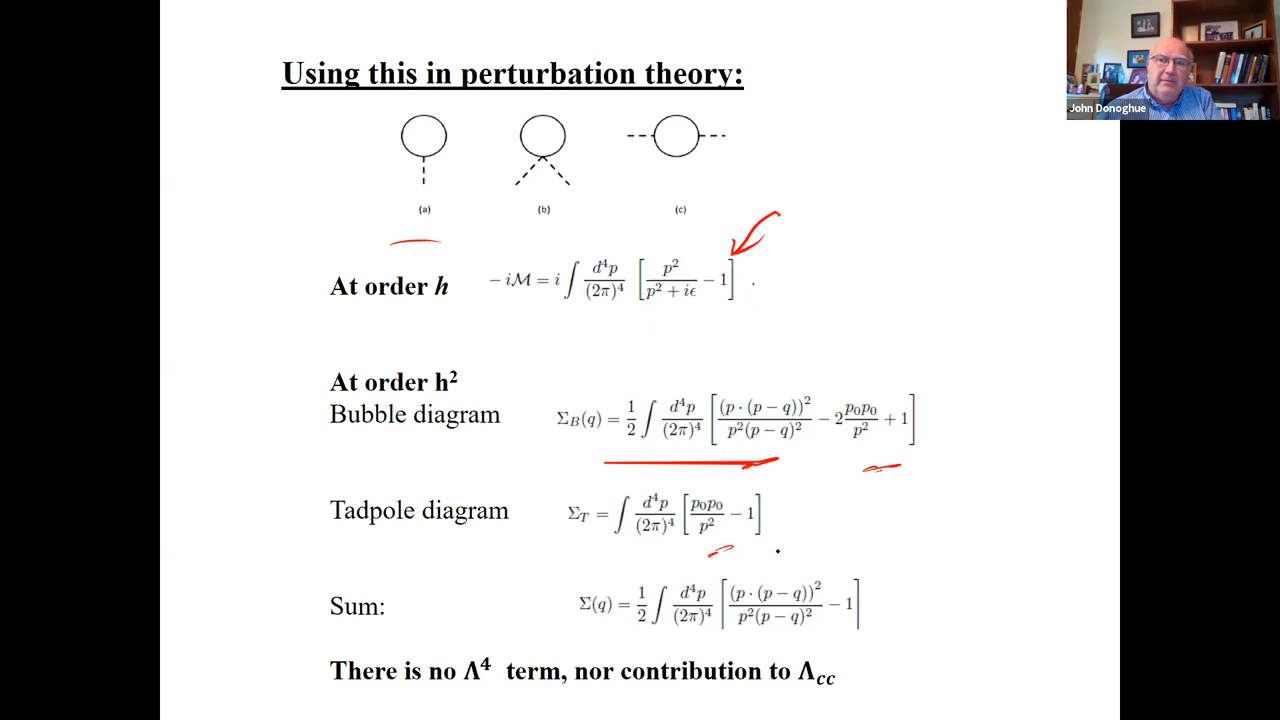 Using this in perturbation theory:
John Donoghue
(a) (b) (c)
At order h −iℳ = i ∫ d⁴p/(2π)⁴ [ p²/(p² + iϵ) − 1 ] .
At order h²
Bubble diagram Σ_B(q) = 1/2 ∫ d⁴p/(2π)⁴ [ (p · (p − q))²/(p²(p − q)²) − 2 p₀p₀/p² + 1 ]
Tadpole diagram Σ_T = ∫ d⁴p/(2π)⁴ [ p₀p₀/p² − 1 ]
Sum: Σ(q) = 1/2 ∫ d⁴p/(2π)⁴ [ (p · (p − q))²/(p²(p − q)²) − 1 ]
There is no Λ⁴ term, nor contribution to Λ_cc